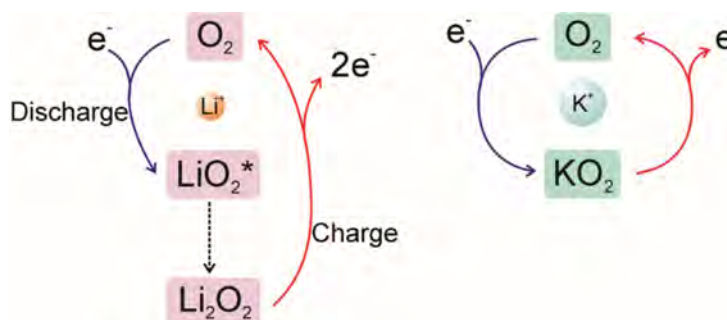 e⁻
O₂
2e⁻
Li⁺
Discharge
LiO₂*
Charge
Li₂O₂
e⁻
O₂
e
K⁺
KO₂